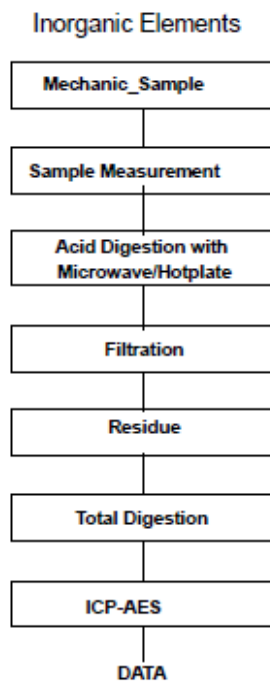 Inorganic Elements
Mechanic_Sample
Sample Measurement
Acid Digestion with
Microwave/Hotplate
Filtration
Residue
Total Digestion
ICP-AES
DATA